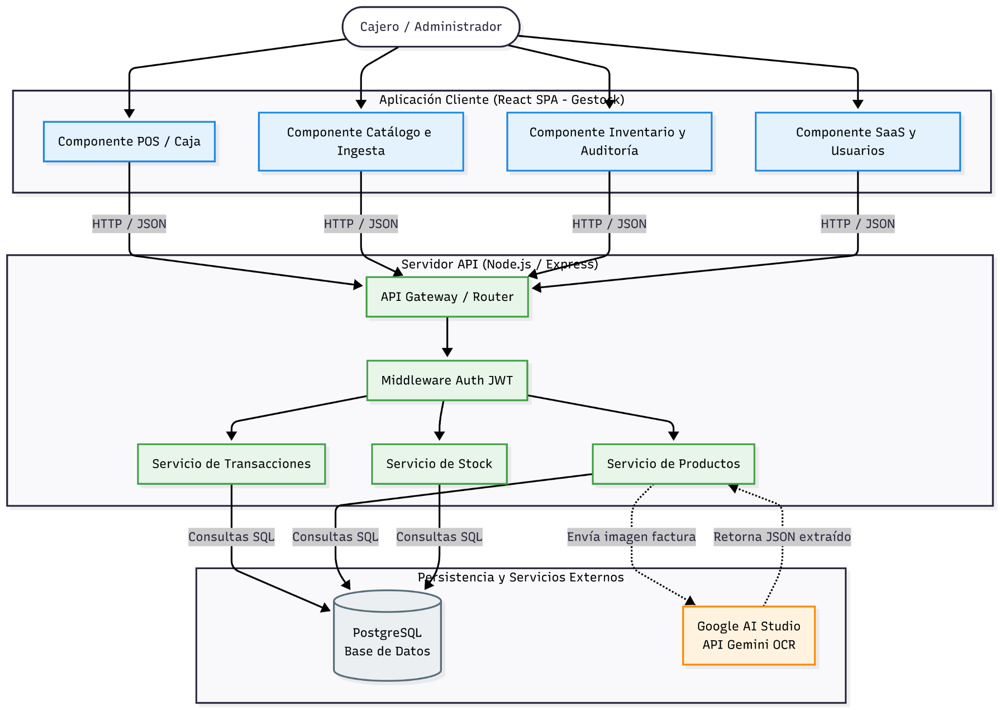 Cajero / Administrador
Aplicación Cliente (React SPA - Gestock)
Componente POS / Caja
Componente Catálogo e
Ingesta
Componente Inventario y
Auditoría
Componente SaaS y
Usuarios
HTTP / JSON
HTTP / JSON
HTTP / JSON
HTTP / JSON
Servidor API (Node.js / Express)
API Gateway / Router
Middleware Auth JWT
Servicio de Transacciones
Servicio de Stock
Servicio de Productos
Consultas SQL
Consultas SQL
Consultas SQL
Envía imagen factura
Retorna JSON extraído
Persistencia y Servicios Externos
PostgreSQL
Base de Datos
Google AI Studio
API Gemini OCR